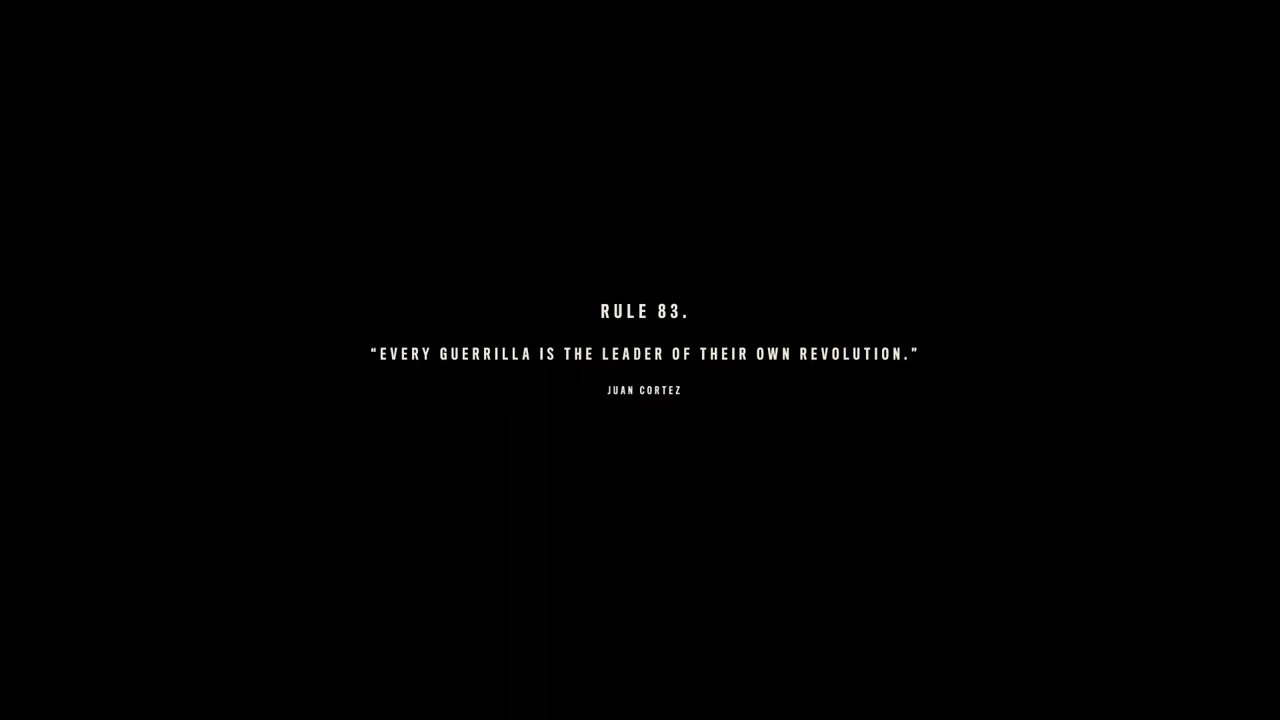 RULE 83.
“EVERY GUERRILLA IS THE LEADER OF THEIR OWN REVOLUTION.”
JUAN CORTEZ